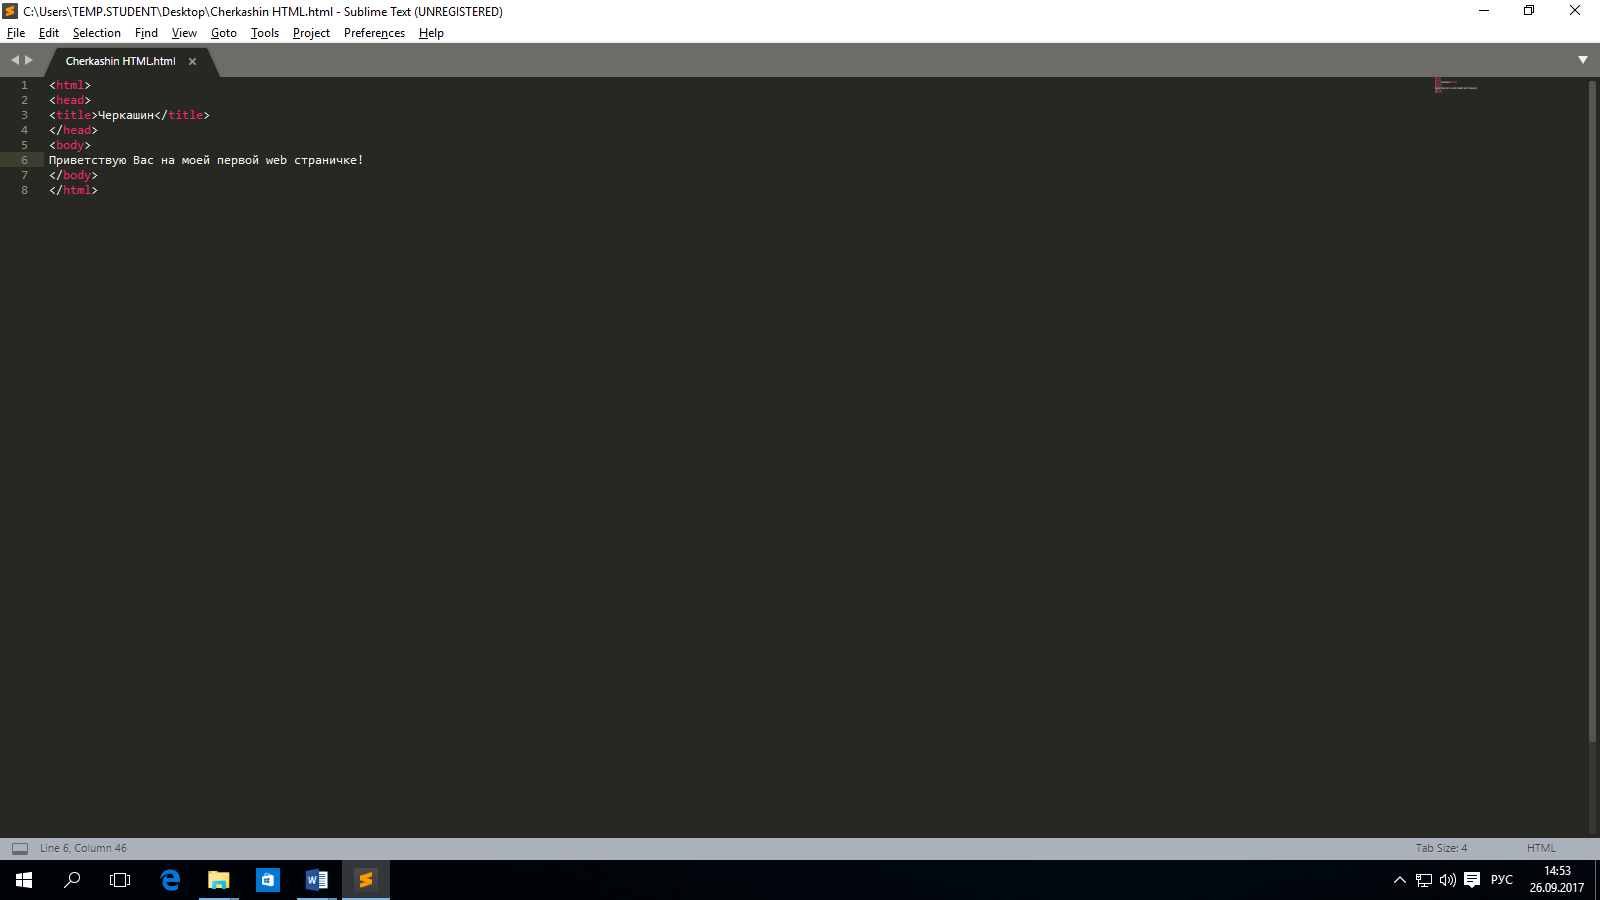 C:\Users\TEMP.STUDENT\Desktop\Cherkashin HTML.html - Sublime Text (UNREGISTERED)
File Edit Selection Find View Goto Tools Project Preferences Help
Cherkashin HTML.html
1 <html>
2 <head>
3 <title>Черкашин</title>
4 </head>
5 <body>
6 Приветствую Вас на моей первой web страничке!
7 </body>
8 </html>
Line 6, Column 46 Tab Size: 4 HTML
РУС 14:53
26.09.2017